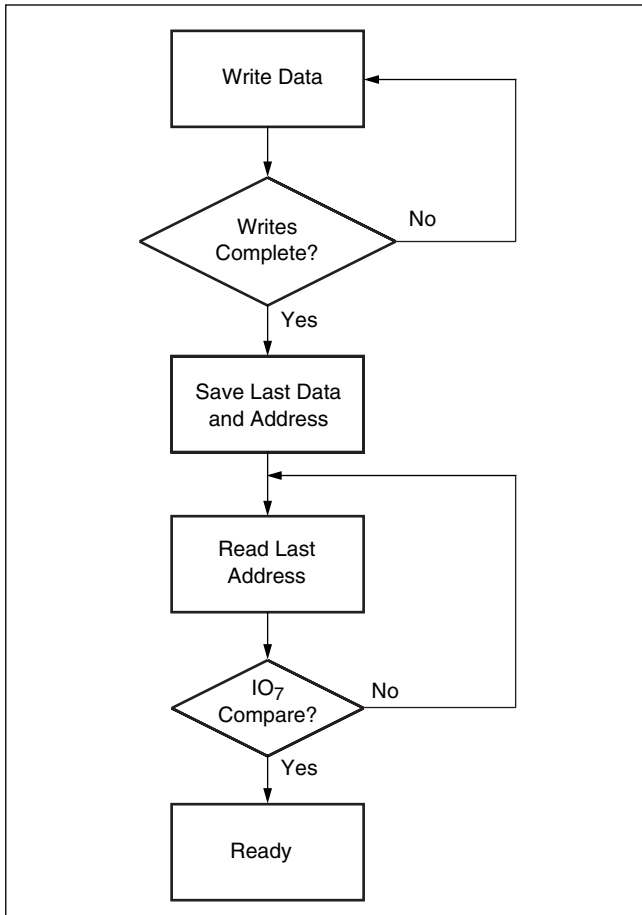 Write Data
Writes
Complete?
No
Yes
Save Last Data
and Address
Read Last
Address
IO₇
Compare?
No
Yes
Ready